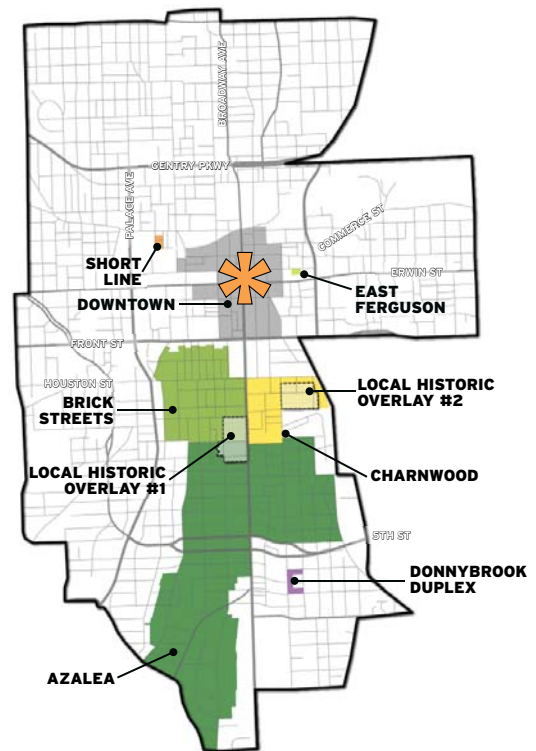 BROADWAY AVE
GENTRY PKWY
PALACE AVE
COMMERCE ST
SHORT
LINE
ERWIN ST
DOWNTOWN
EAST
FERGUSON
FRONT ST
HOUSTON ST
BRICK
STREETS
LOCAL HISTORIC
OVERLAY #2
LOCAL HISTORIC
OVERLAY #1
CHARNWOOD
5TH ST
DONNYBROOK
DUPLEX
AZALEA